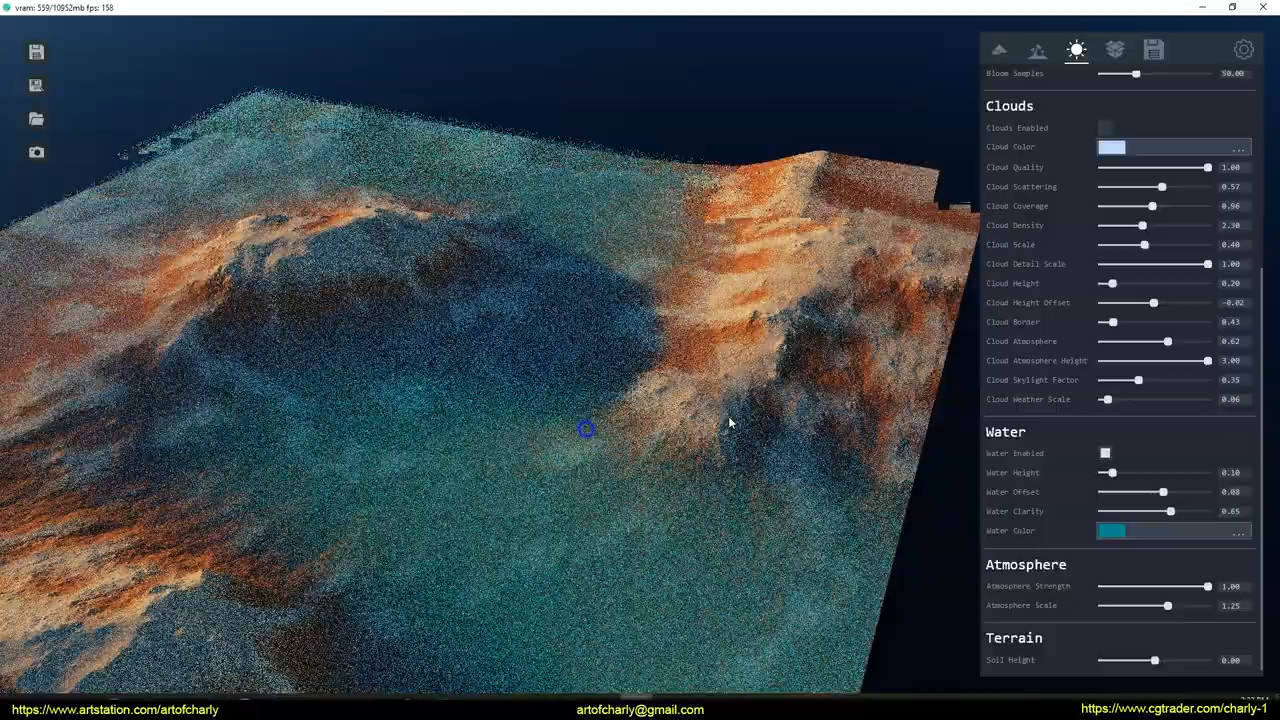 vram: 559/10952mb fps: 158
Bloom Samples 50.00
Clouds
Clouds Enabled
Cloud Color ...
Cloud Quality 1.00
Cloud Scattering 0.57
Cloud Coverage 0.96
Cloud Density 2.30
Cloud Scale 0.40
Cloud Detail Scale 1.00
Cloud Height 0.20
Cloud Height Offset -0.02
Cloud Border 0.43
Cloud Atmosphere 0.62
Cloud Atmosphere Height 3.00
Cloud Skylight Factor 0.35
Cloud Weather Scale 0.06
Water
Water Enabled
Water Height 0.10
Water Offset 0.08
Water Clarity 0.65
Water Color ...
Atmosphere
Atmosphere Strength 1.00
Atmosphere Scale 1.25
Terrain
Soil Height 0.00
https://www.artstation.com/artofcharly artofcharly@gmail.com https://www.cgtrader.com/charly-1